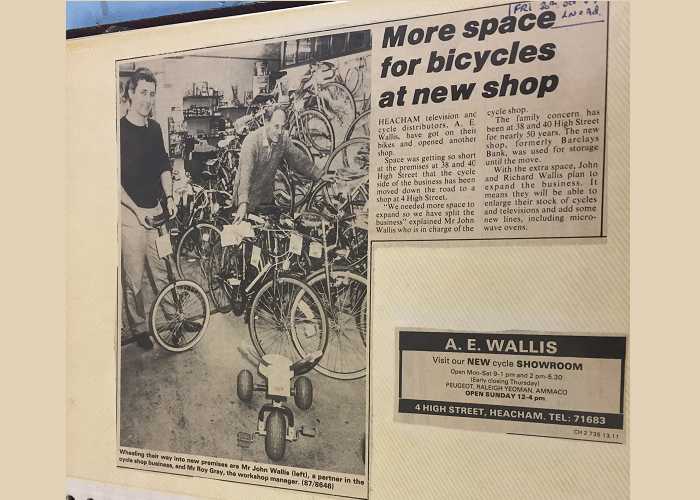 FRI 20th
More space
for bicycles
at new shop
HEACHAM television and
cycle distributors, A. E.
Wallis, have got on their
bikes and opened another
shop.
Space was getting so short
at the premises at 38 and 40
High Street that the cycle
side of the business has been
moved down the road to a
shop at 4 High Street.
"We needed more space to
expand so we have split the
business" explained Mr John
Wallis who is in charge of the
cycle shop.
The family concern has
been at 38 and 40 High Street
for nearly 50 years. The new
shop, formerly Barclays
Bank, was used for storage
until the move.
With the extra space, John
and Richard Wallis plan to
expand the business. It
means they will be able to
enlarge their stock of cycles
and televisions and add some
new lines, including micro-
wave ovens.
Wheeling their way into new premises are Mr John Wallis (left), a partner in the
cycle shop business, and Mr Roy Gray, the workshop manager. (87/8646)
A. E. WALLIS
Visit our NEW cycle SHOWROOM
Open Mon-Sat 9-1 pm and 2 pm-5.30
(Early closing Thursday)
PEUGEOT, RALEIGH YEOMAN, AMMACO
OPEN SUNDAY 12-4 pm
4 HIGH STREET, HEACHAM. TEL: 71683
CH 2 735 13.11